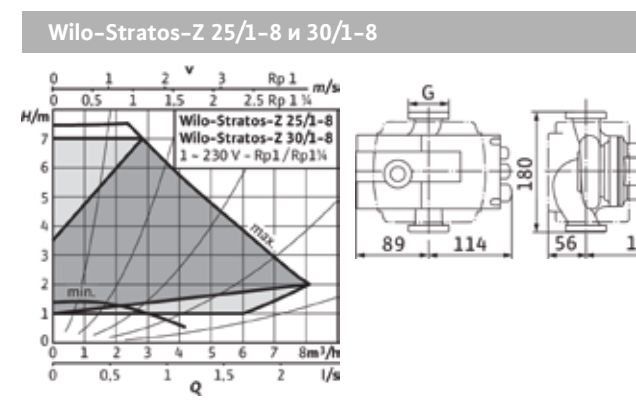 Wilo-Stratos-Z 25/1-8 и 30/1-8
0 1 2 v 3 Rp 1 m/s
0 0,5 1 1,5 2 2,5 Rp 1 ¼
H/m
Wilo-Stratos-Z 25/1-8
Wilo-Stratos-Z 30/1-8
1 ~ 230 V - Rp1/Rp1¼
7
6
5
4
3
2
1
0
max.
min.
0 1 2 3 4 5 6 7 8 m³/h
0 0,5 1 1,5 2 l/s
Q
G
180
89 114
56 1